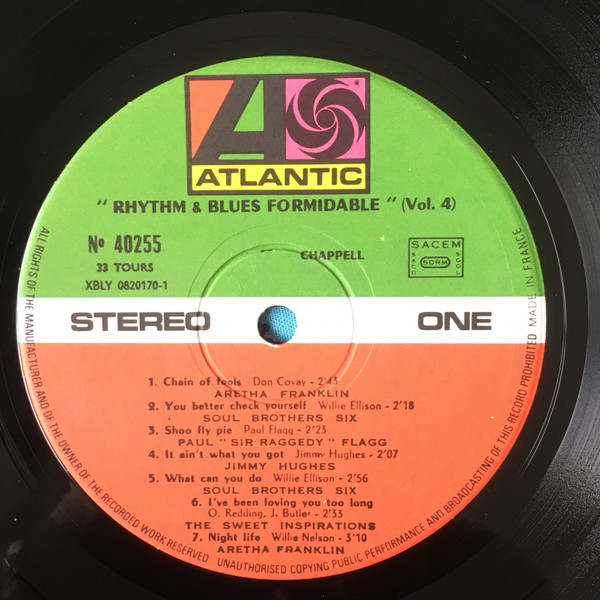 ATLANTIC
" RHYTHM & BLUES FORMIDABLE " (Vol. 4)
Nº 40255
33 TOURS
XBLY 0820170-1
CHAPPELL
SACEM
SACD SDRM SGDL
STEREO ONE
1. Chain of fools Don Covay - 2'43
ARETHA FRANKLIN
2. You better check yourself Willie Ellison - 2'18
SOUL BROTHERS SIX
3. Shoo fly pie Paul Flagg - 2'23
PAUL "SIR RAGGEDY" FLAGG
4. It ain't what you got Jimmy Hughes - 2'07
JIMMY HUGHES
5. What can you do Willie Ellison - 2'56
SOUL BROTHERS SIX
6. I've been loving you too long
O. Redding, J. Butler - 2'33
THE SWEET INSPIRATIONS
7. Night life Willie Nelson - 3'10
ARETHA FRANKLIN
ALL RIGHTS OF THE MANUFACTURER AND OF THE OWNER OF THE RECORDED WORK RESERVED UNAUTHORISED COPYING PUBLIC PERFORMANCE AND BROADCASTING OF THIS RECORD PROHIBITED MADE IN FRANCE